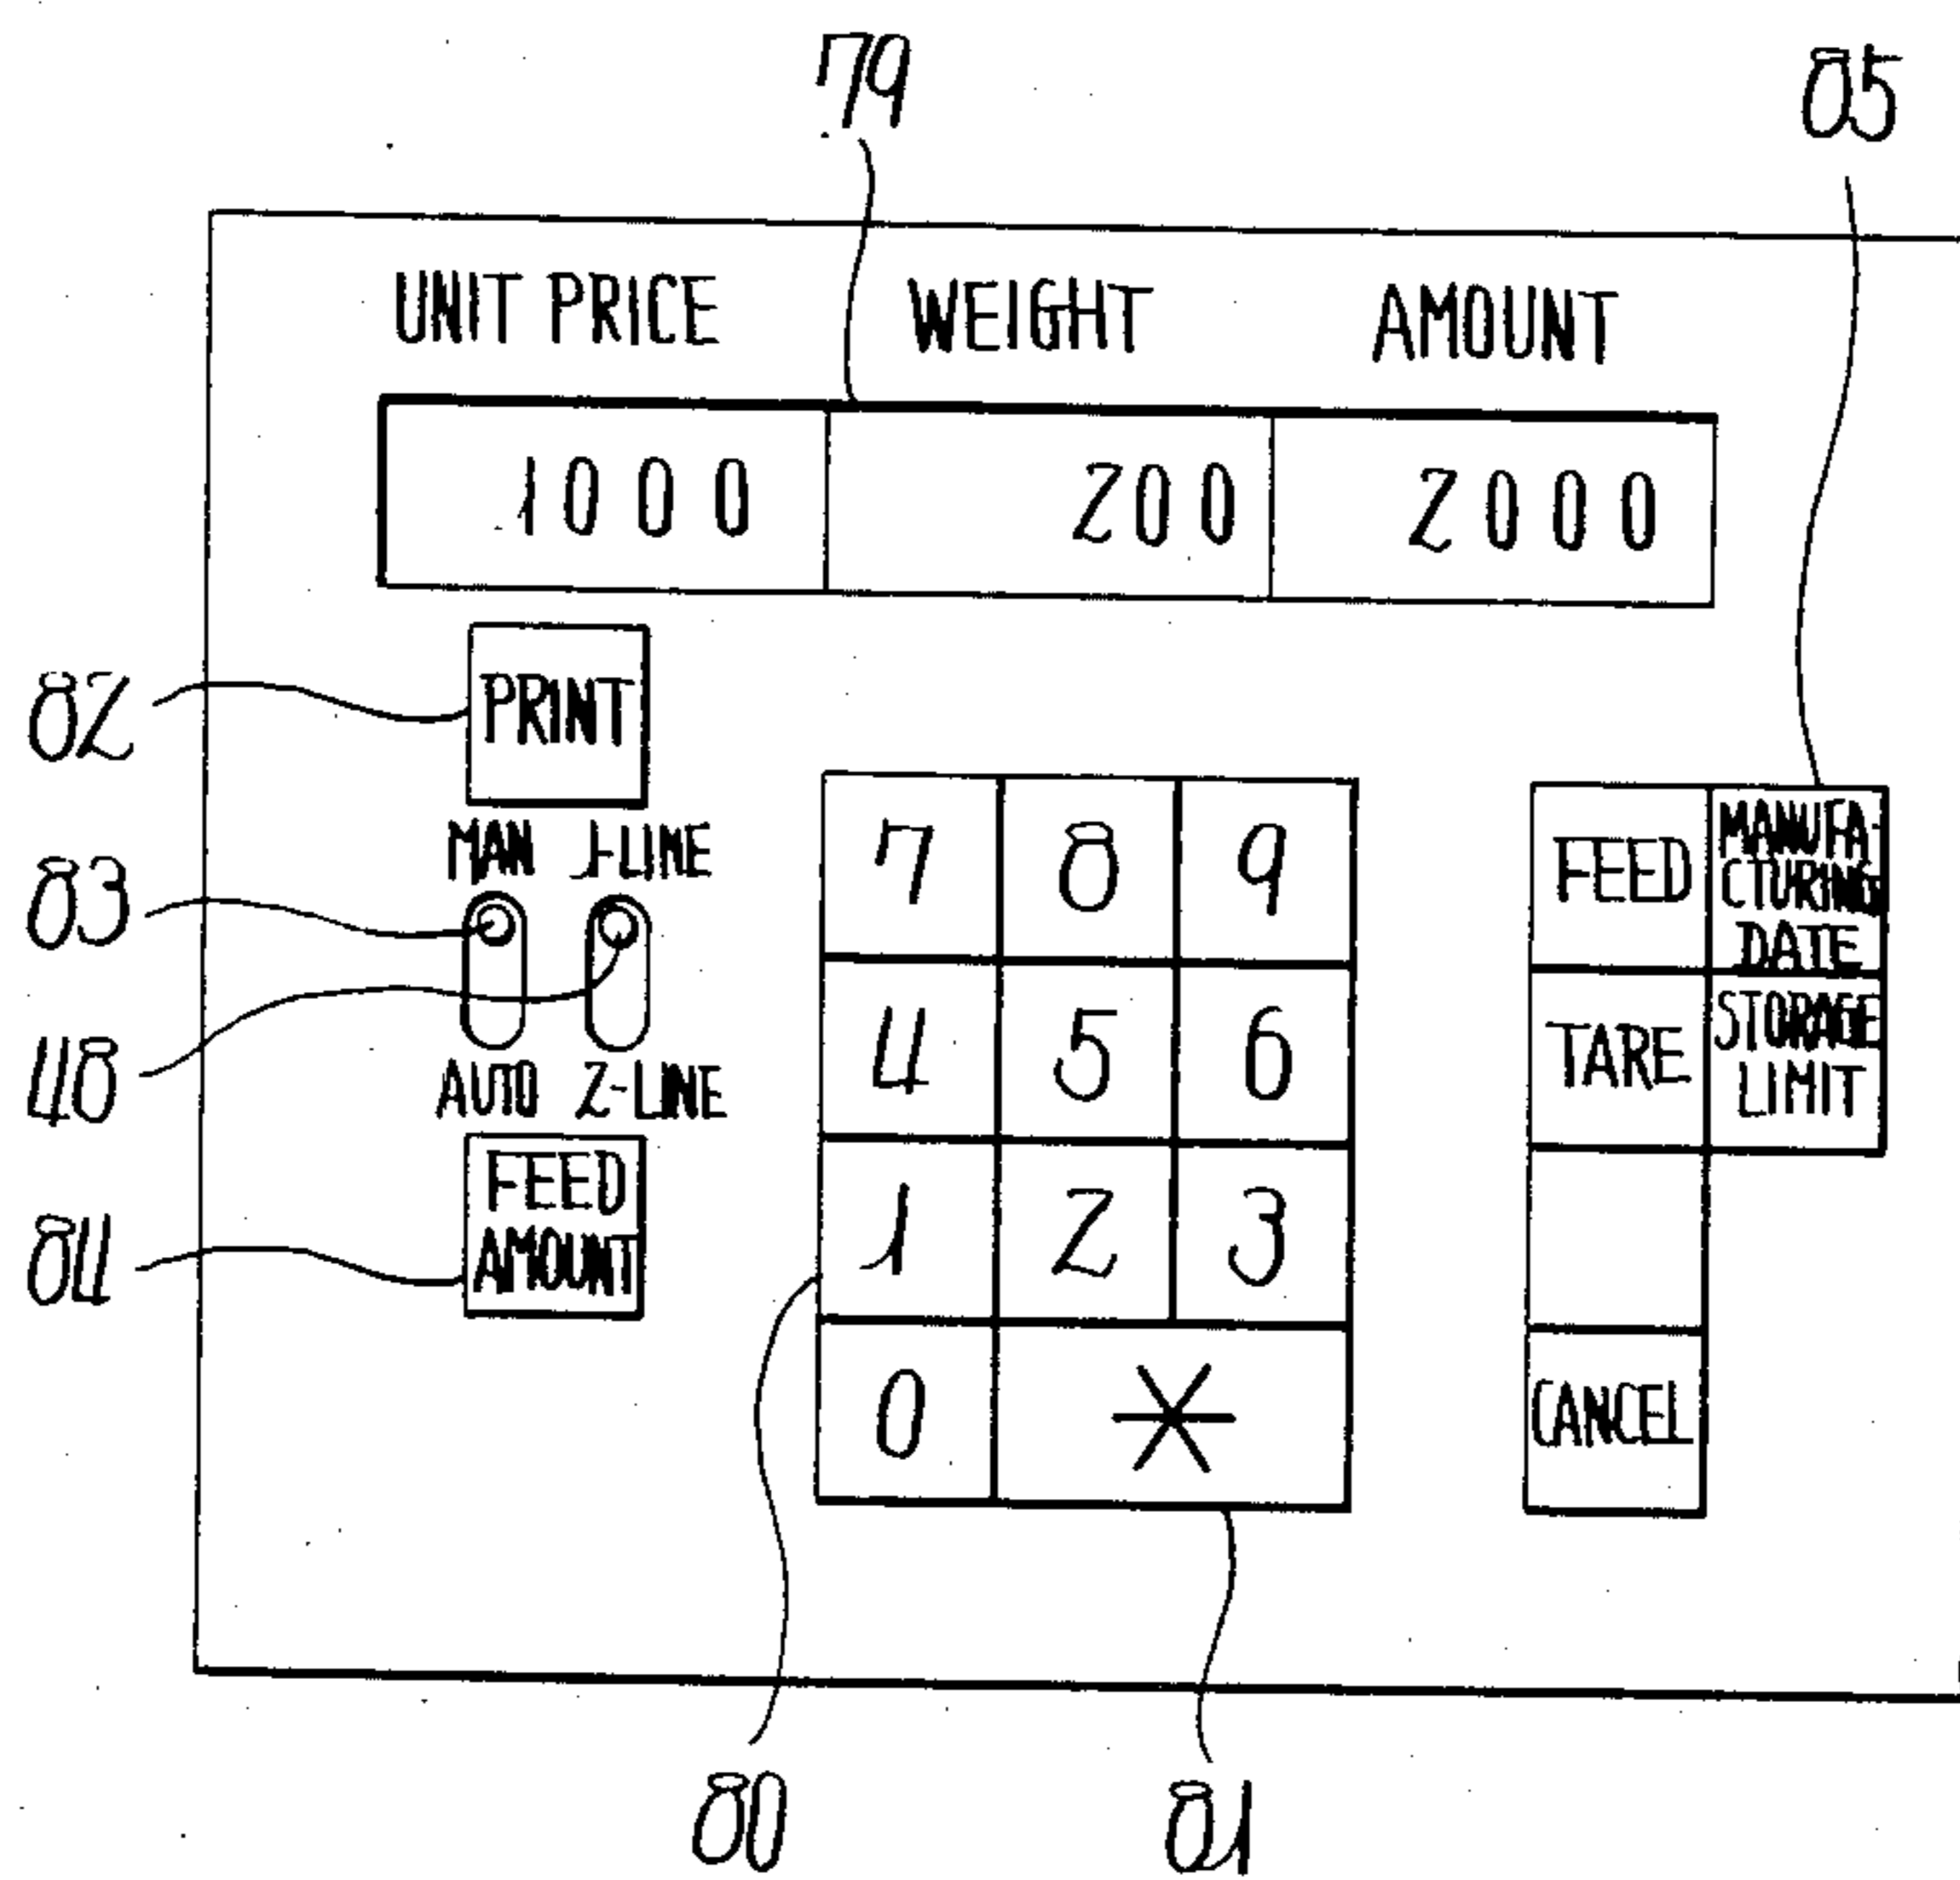 79
85
UNIT PRICE WEIGHT AMOUNT
1000 200 2000
82
PRINT
MAN 1-LINE
83
48
AUTO 2-LINE
84
FEED
AMOUNT
7 8 9
4 5 6
1 2 3
0 *
FEED
MANUFA-
CTURING
DATE
TARE
STORAGE
LIMIT
CANCEL
80
81